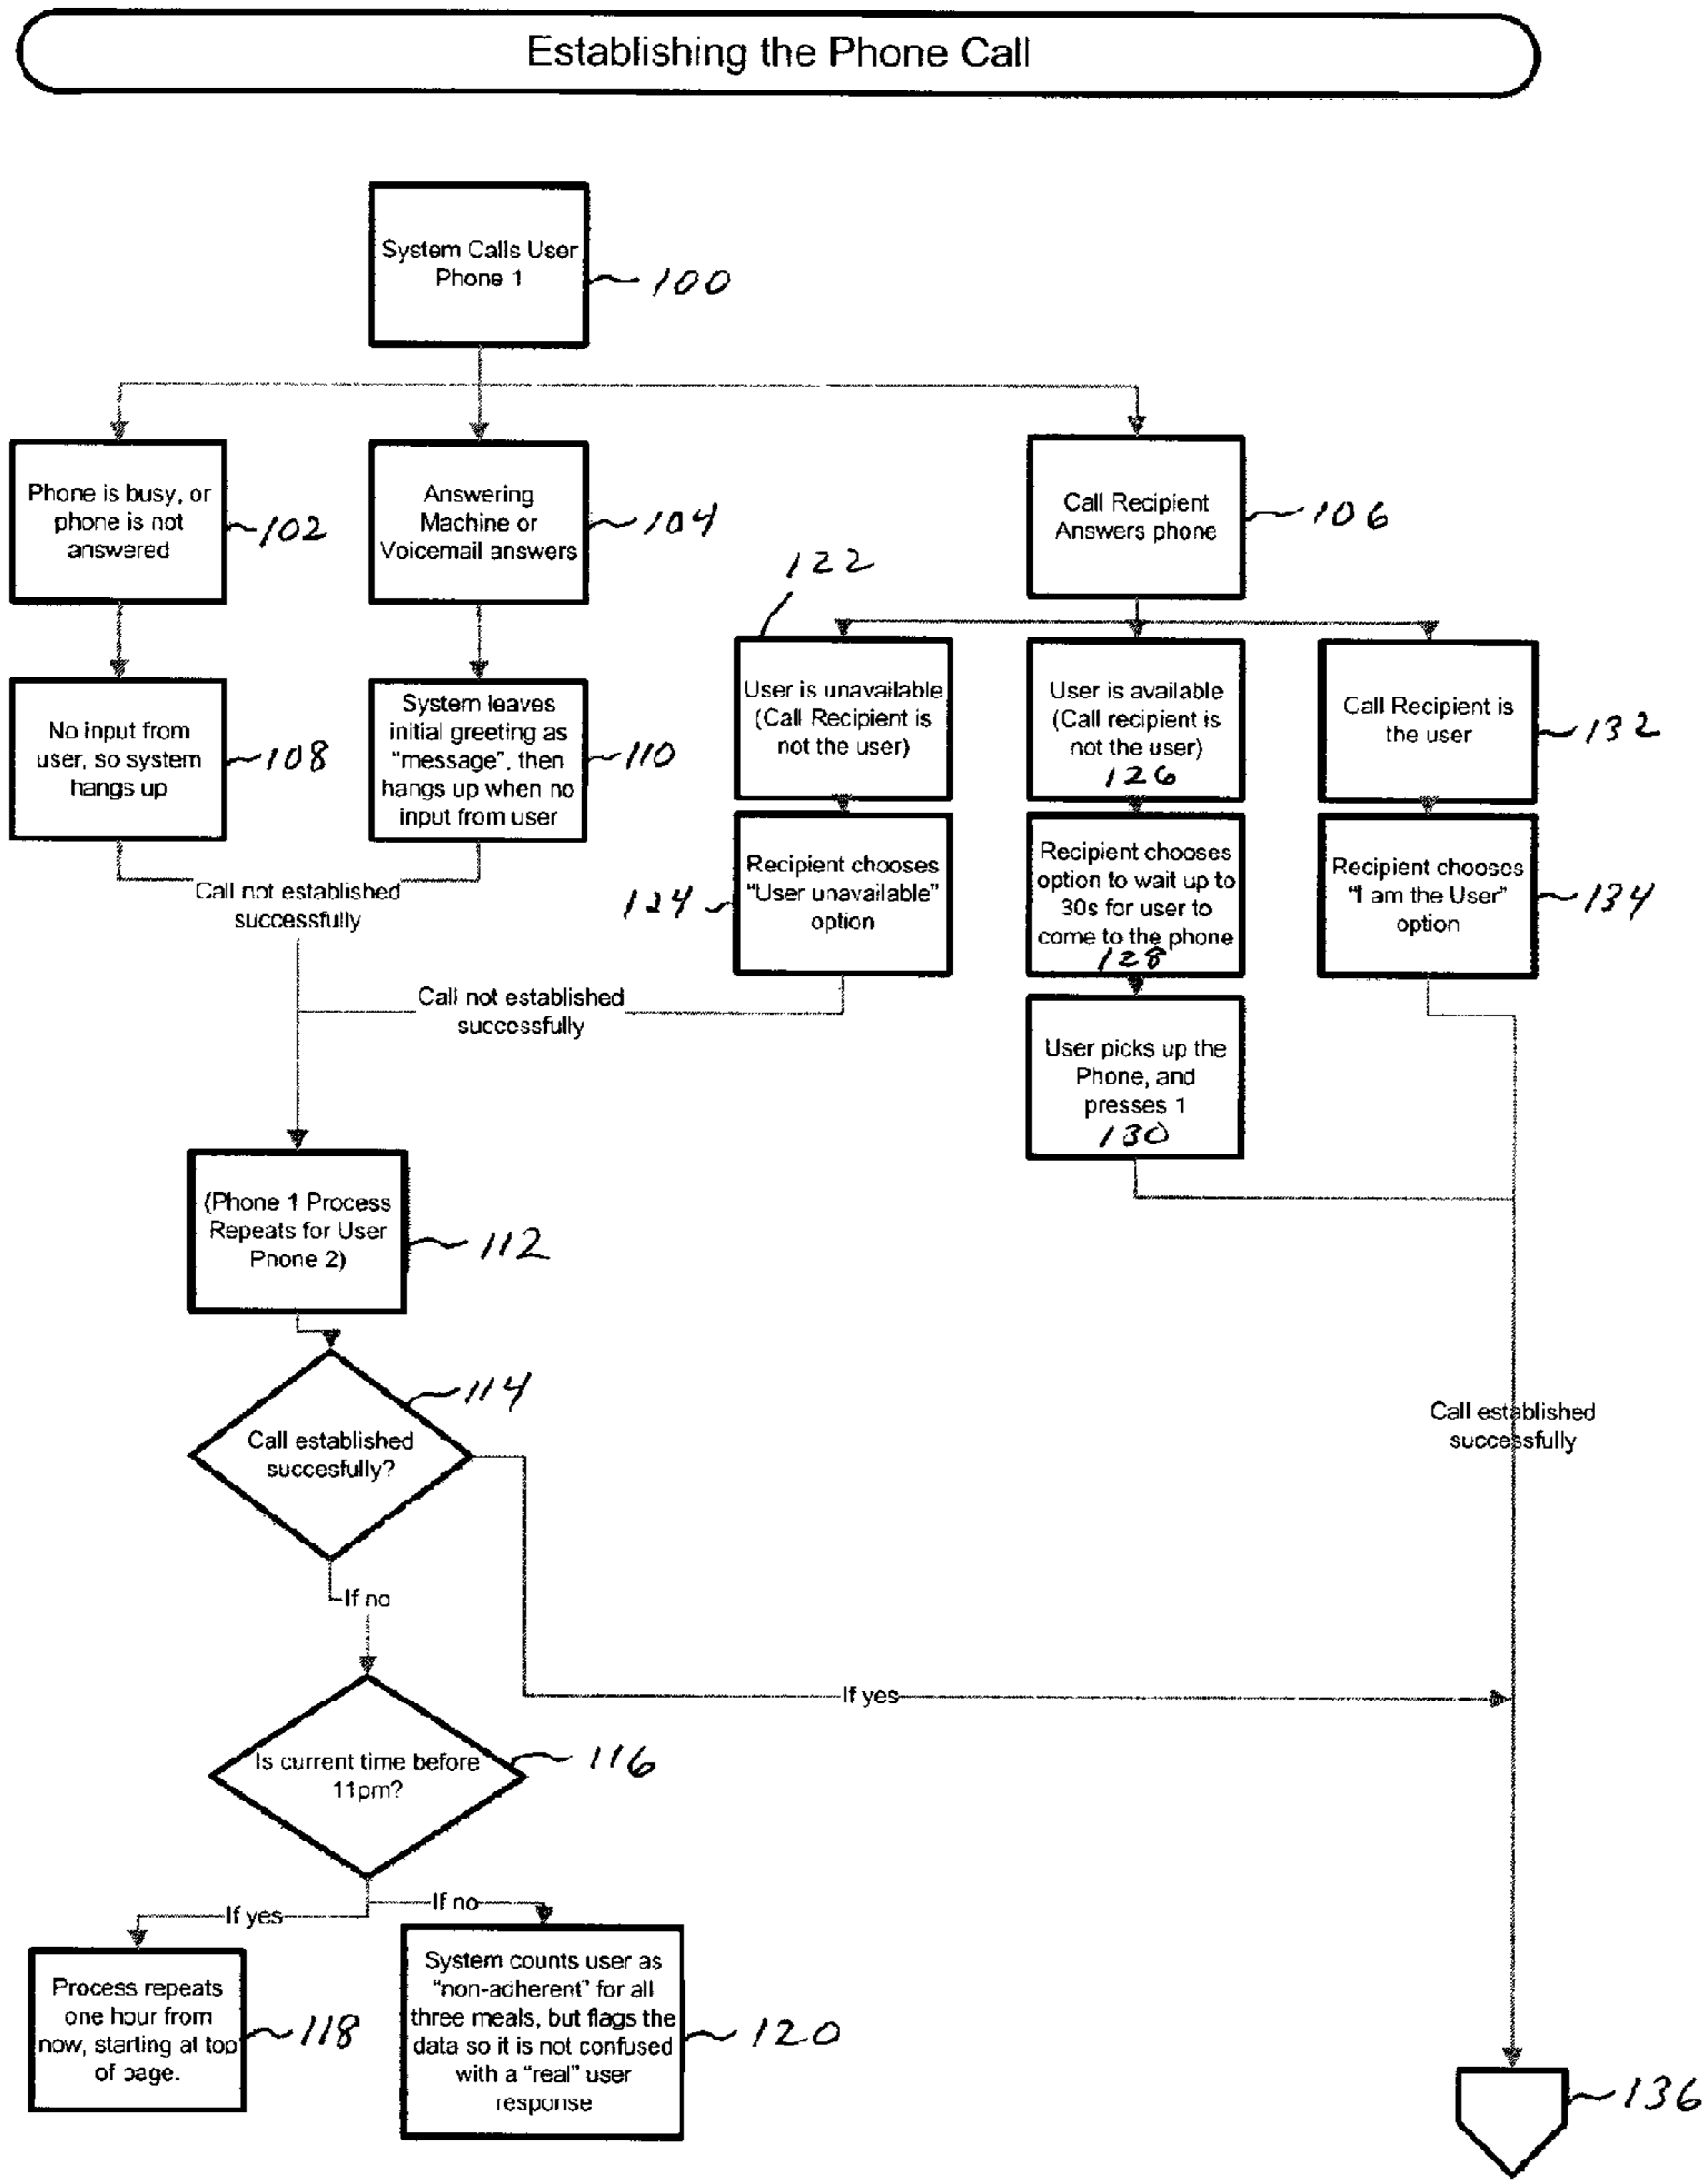 Establishing the Phone Call
System Calls User
Phone 1
100
Phone is busy, or
phone is not
answered
102
Answering
Machine or
Voicemail answers
104
Call Recipient
Answers phone
106
No input from
user, so system
hangs up
108
System leaves
initial greeting as
"message", then
hangs up when no
input from user
110
122
User is unavailable
(Call Recipient is
not the user)
User is available
(Call recipient is
not the user)
126
Call Recipient is
the user
132
Call not established
successfully
124
Recipient chooses
"User unavailable"
option
Recipient chooses
option to wait up to
30s for user to
come to the phone
128
Recipient chooses
"I am the User"
option
134
Call not established
successfully
User picks up the
Phone, and
presses 1
130
(Phone 1 Process
Repeats for User
Phone 2)
112
114
Call established
succesfully?
Call established
successfully
If no
If yes
Is current time before
11pm?
116
If yes
If no
Process repeats
one hour from
now, starting at top
of page.
118
System counts user as
"non-adherent" for all
three meals, but flags the
data so it is not confused
with a "real" user
response
120
136